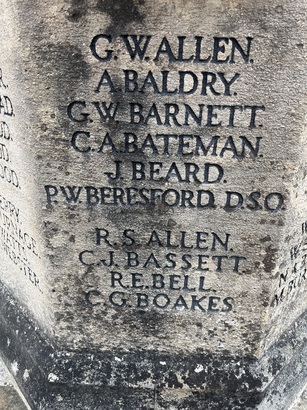 G.W.ALLEN.
A.BALDRY.
G.W.BARNETT.
C.A.BATEMAN.
J.BEARD.
P.W.BERESFORD. D.S.O.
R.S.ALLEN.
C.J.BASSETT
R.E.BELL.
C.G.BOAKES